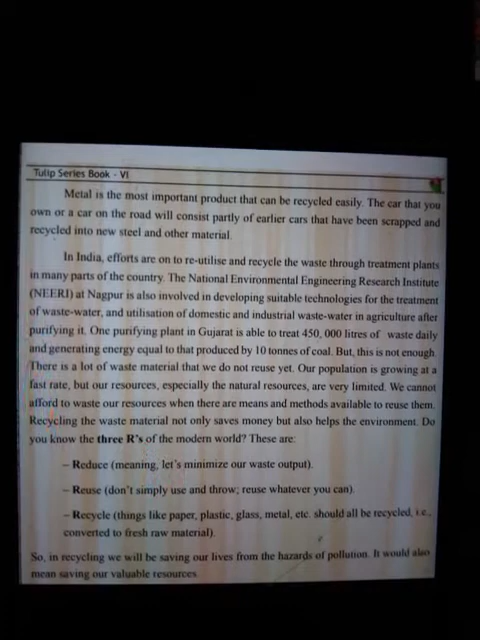 Tulip Series Book - VI
Metal is the most important product that can be recycled easily. The car that you
own or a car on the road will consist partly of earlier cars that have been scrapped and
recycled into new steel and other material.
In India, efforts are on to re-utilise and recycle the waste through treatment plants
in many parts of the country. The National Environmental Engineering Research Institute
(NEERI) at Nagpur is also involved in developing suitable technologies for the treatment
of waste-water, and utilisation of domestic and industrial waste-water in agriculture after
purifying it. One purifying plant in Gujarat is able to treat 450, 000 litres of waste daily
and generating energy equal to that produced by 10 tonnes of coal. But, this is not enough.
There is a lot of waste material that we do not reuse yet. Our population is growing at a
fast rate, but our resources, especially the natural resources, are very limited. We cannot
afford to waste our resources when there are means and methods available to reuse them.
Recycling the waste material not only saves money but also helps the environment. Do
you know the three R's of the modern world? These are:
– Reduce (meaning, let's minimize our waste output).
– Reuse (don't simply use and throw; reuse whatever you can).
– Recycle (things like paper, plastic, glass, metal, etc. should all be recycled, i.e.,
converted to fresh raw material).
So, in recycling we will be saving our lives from the hazards of pollution. It would also
mean saving our valuable resources.